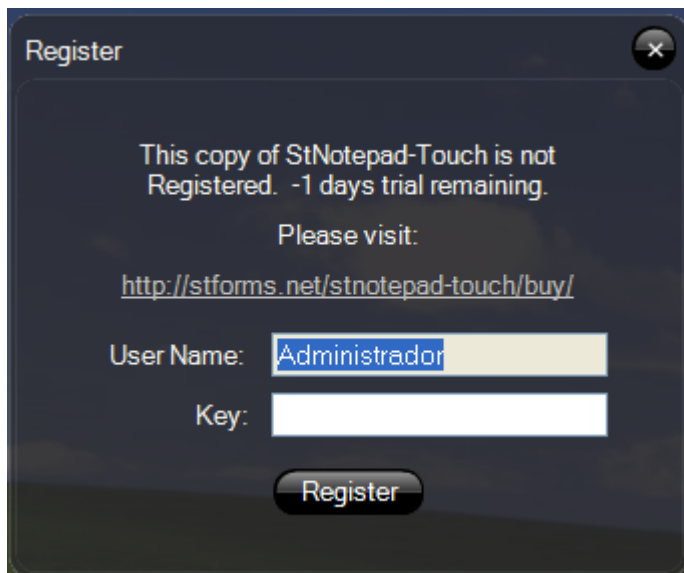 Register
This copy of StNotepad-Touch is not
Registered.  -1 days trial remaining.
Please visit:
http://stforms.net/stnotepad-touch/buy/
User Name: Administrador
Key:
Register